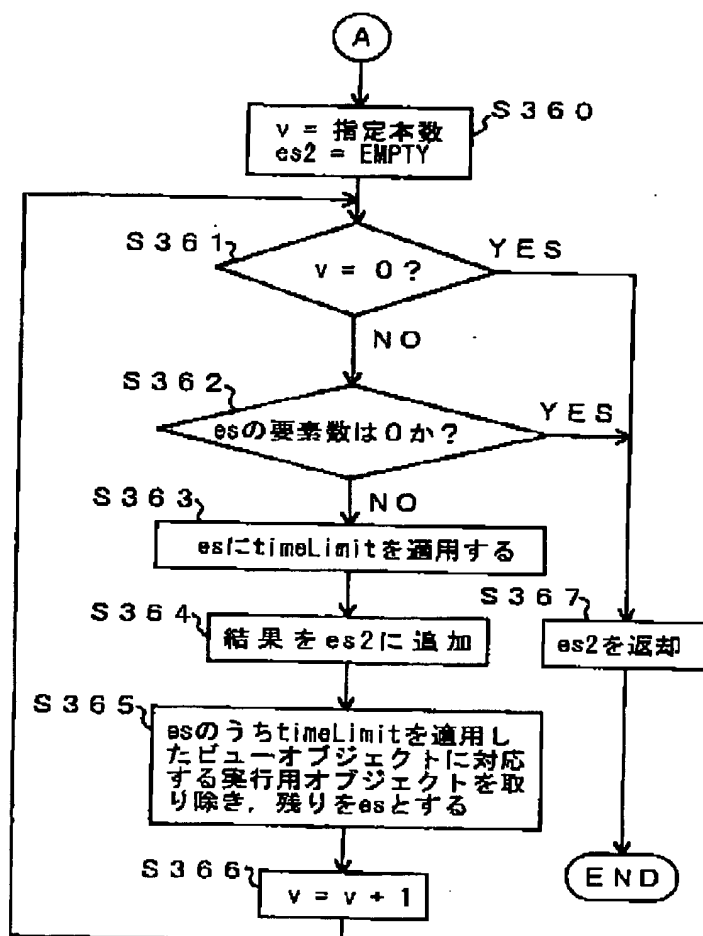 A
S360
v = 指定本数
es2 = EMPTY
S361
v = 0?
YES
NO
S362
esの要素数は0か?
YES
NO
S363
esにtimeLimitを適用する
S364
結果をes2に追加
S367
es2を返却
S365
esのうちtimeLimitを適用し
たビューオブジェクトに対応
する実行用オブジェクトを取
り除き，残りをesとする
S366
v = v + 1
END